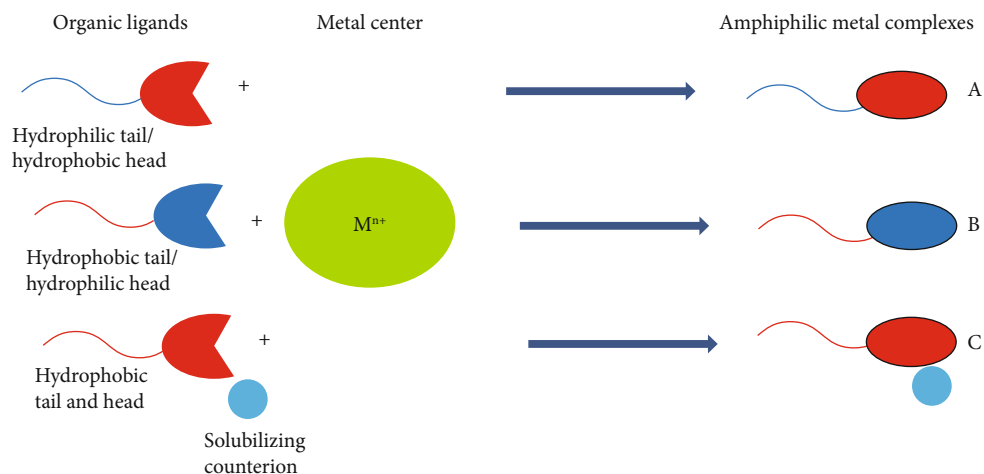 Organic ligands
Metal center
Amphiphilic metal complexes
+
A
Hydrophilic tail/
hydrophobic head
+
Mⁿ⁺
B
Hydrophobic tail/
hydrophilic head
+
C
Hydrophobic
tail and head
Solubilizing
counterion